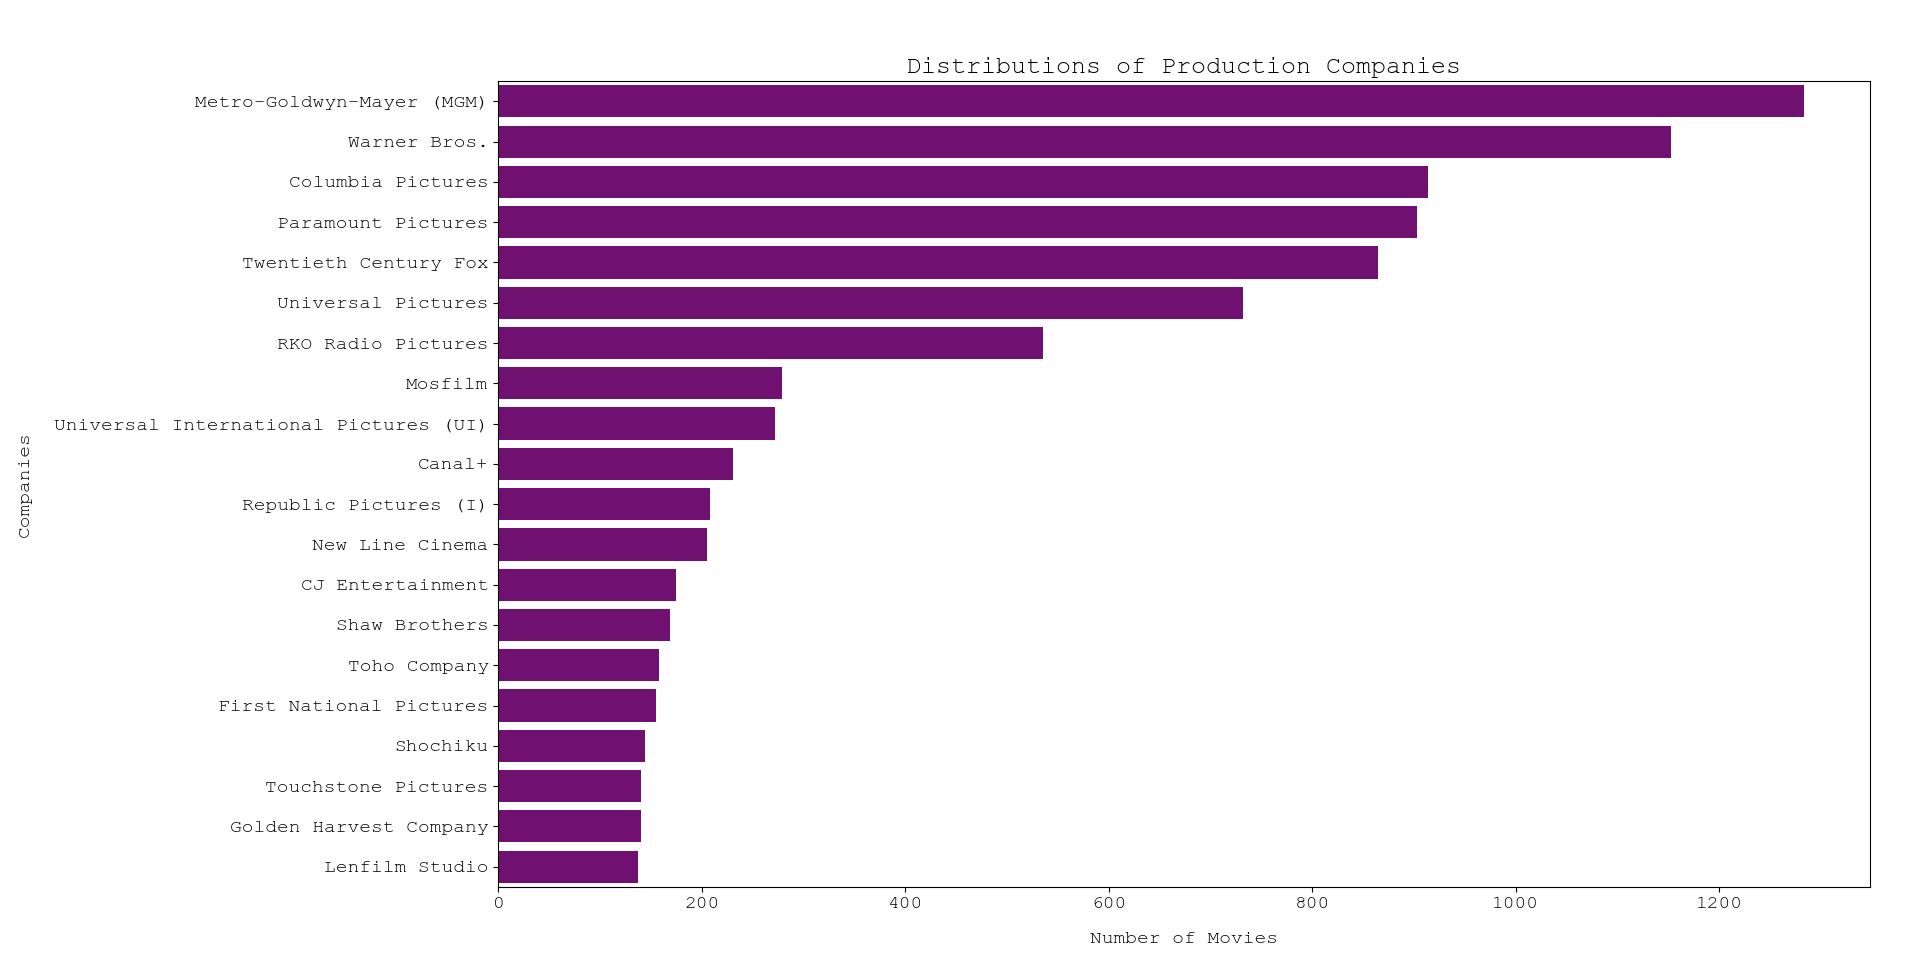 Distributions of Production Companies
Metro-Goldwyn-Mayer (MGM)
Warner Bros.
Columbia Pictures
Paramount Pictures
Twentieth Century Fox
Universal Pictures
RKO Radio Pictures
Mosfilm
Universal International Pictures (UI)
Canal+
Republic Pictures (I)
New Line Cinema
CJ Entertainment
Shaw Brothers
Toho Company
First National Pictures
Shochiku
Touchstone Pictures
Golden Harvest Company
Lenfilm Studio
Companies
0 200 400 600 800 1000 1200
Number of Movies